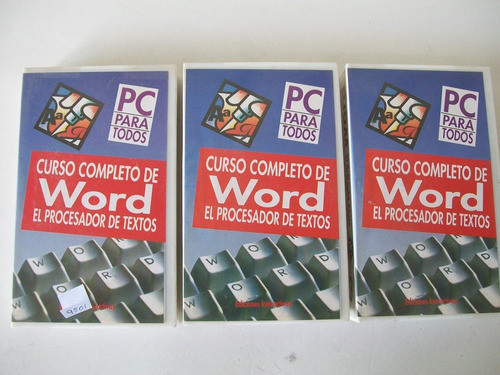 PC
PARA
TODOS
CURSO COMPLETO DE
Word
EL PROCESADOR DE TEXTOS
W O R D
9501
PC
PARA
TODOS
CURSO COMPLETO DE
Word
EL PROCESADOR DE TEXTOS
W O R D
PC
PARA
TODOS
CURSO COMPLETO DE
Word
EL PROCESADOR DE TEXTOS
W O R D